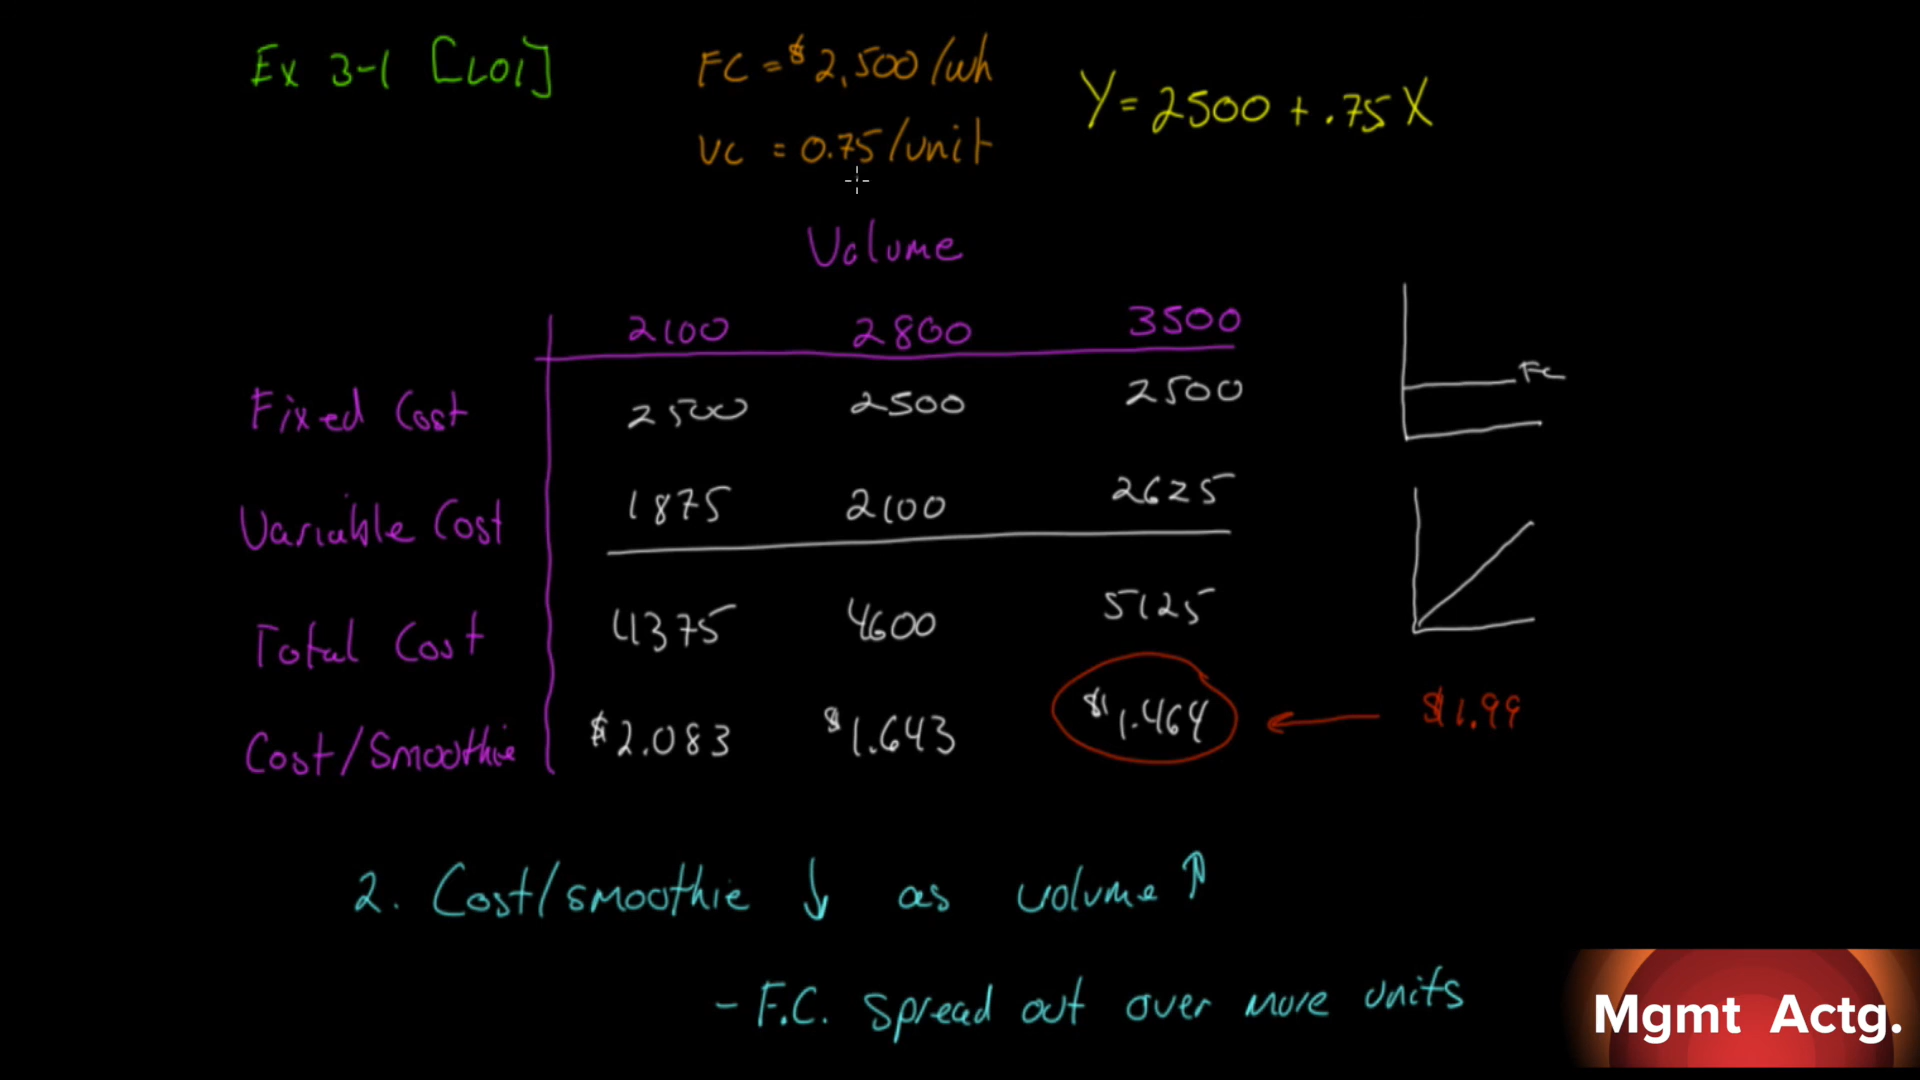 Ex 3-1 [LO1]
FC = $2,500/wk
VC = 0.75/unit
Y = 2500 + .75X
Volume
2100 2800 3500
Fixed Cost 2500 2500 2500
Variable Cost 1875 2100 2625
Total Cost 4375 4600 5125
Cost/Smoothie $2.083 $1.643 $1.464 ← $1.99
FC
2. Cost/smoothie ↓ as volume ↑
- F.C. spread out over more units
Mgmt Actg.